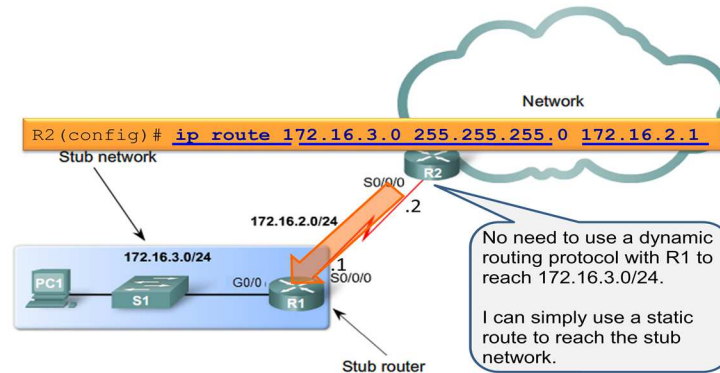 Network
R2(config)# ip route 172.16.3.0 255.255.255.0 172.16.2.1
Stub network
R2
S0/0/0
.2
172.16.2.0/24
172.16.3.0/24
.1
S0/0/0
G0/0
PC1
S1
R1
Stub router
No need to use a dynamic
routing protocol with R1 to
reach 172.16.3.0/24.
I can simply use a static
route to reach the stub
network.